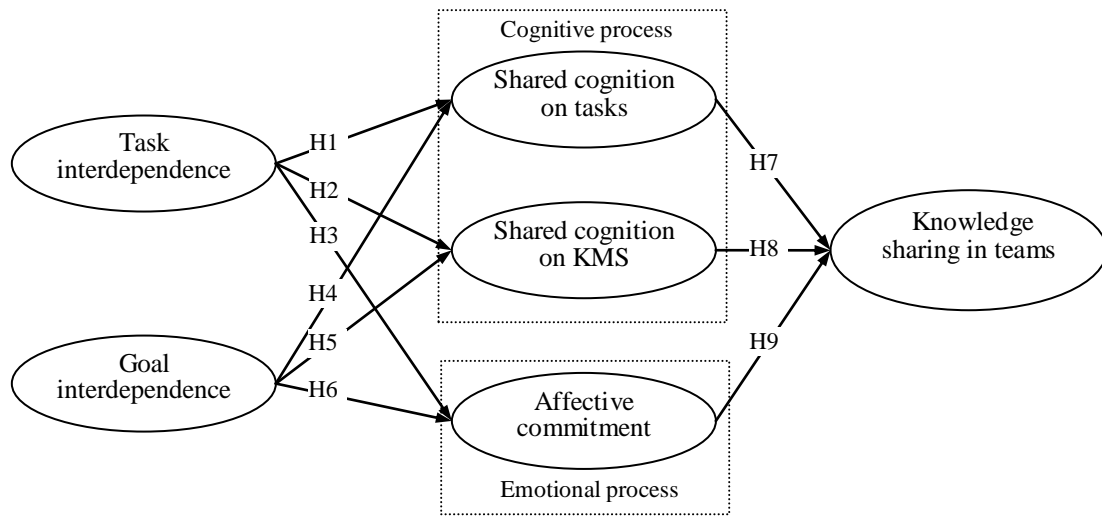 Cognitive process
Shared cognition
on tasks
Task
interdependence
H1
H2
H3
H4
H5
H6
Shared cognition
on KMS
Goal
interdependence
Affective
commitment
Emotional process
H7
H8
H9
Knowledge
sharing in teams